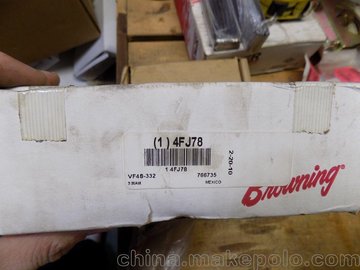 (1) 4FJ78
1 4FJ78
VF4B-332 766735
MEXICO
2-20-10
Browning
china.makepolo.com